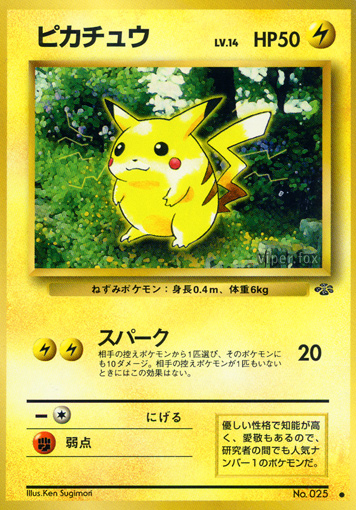 ピカチュウ LV.14 HP50
viper.fox
ねずみポケモン:身長0.4m、体重6kg
スパーク 20
相手の控えポケモンから1匹選び、そのポケモンに
も10ダメージ。相手の控えポケモンが1匹もいない
ときにはこの効果はない。
ー にげる
弱点
優しい性格で知能が高
く、愛敬もあるので、
研究者の間でも人気
ナンバー1のポケモンだ。
Illus.Ken Sugimori
No.025